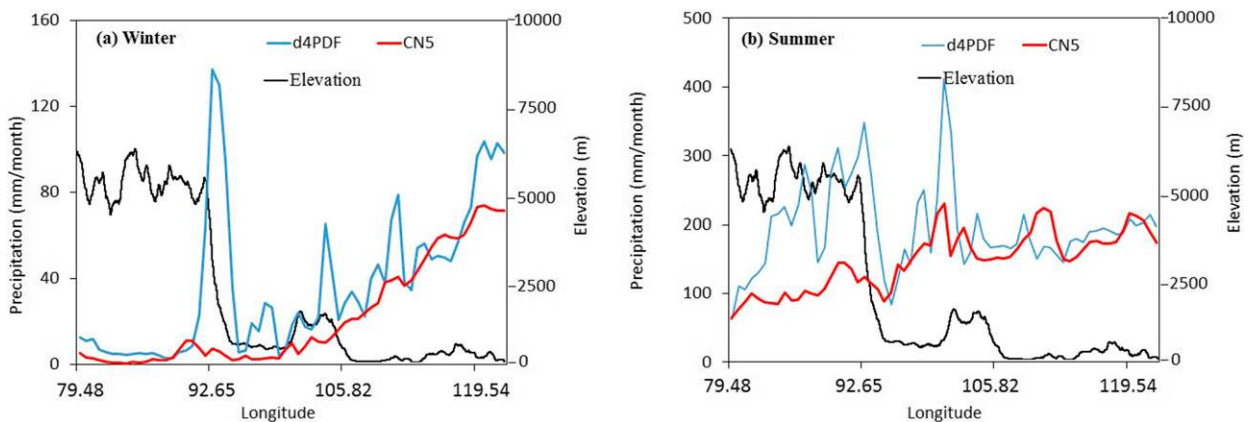 (a) Winter
d4PDF
CN5
Elevation
Precipitation (mm/month)
160
120
80
40
0
Elevation (m)
10000
7500
5000
2500
0
79.48 92.65 105.82 119.54
Longitude
(b) Summer
d4PDF
CN5
Elevation
Precipitation (mm/month)
500
400
300
200
100
0
Elevation (m)
10000
7500
5000
2500
0
79.48 92.65 105.82 119.54
Longitude